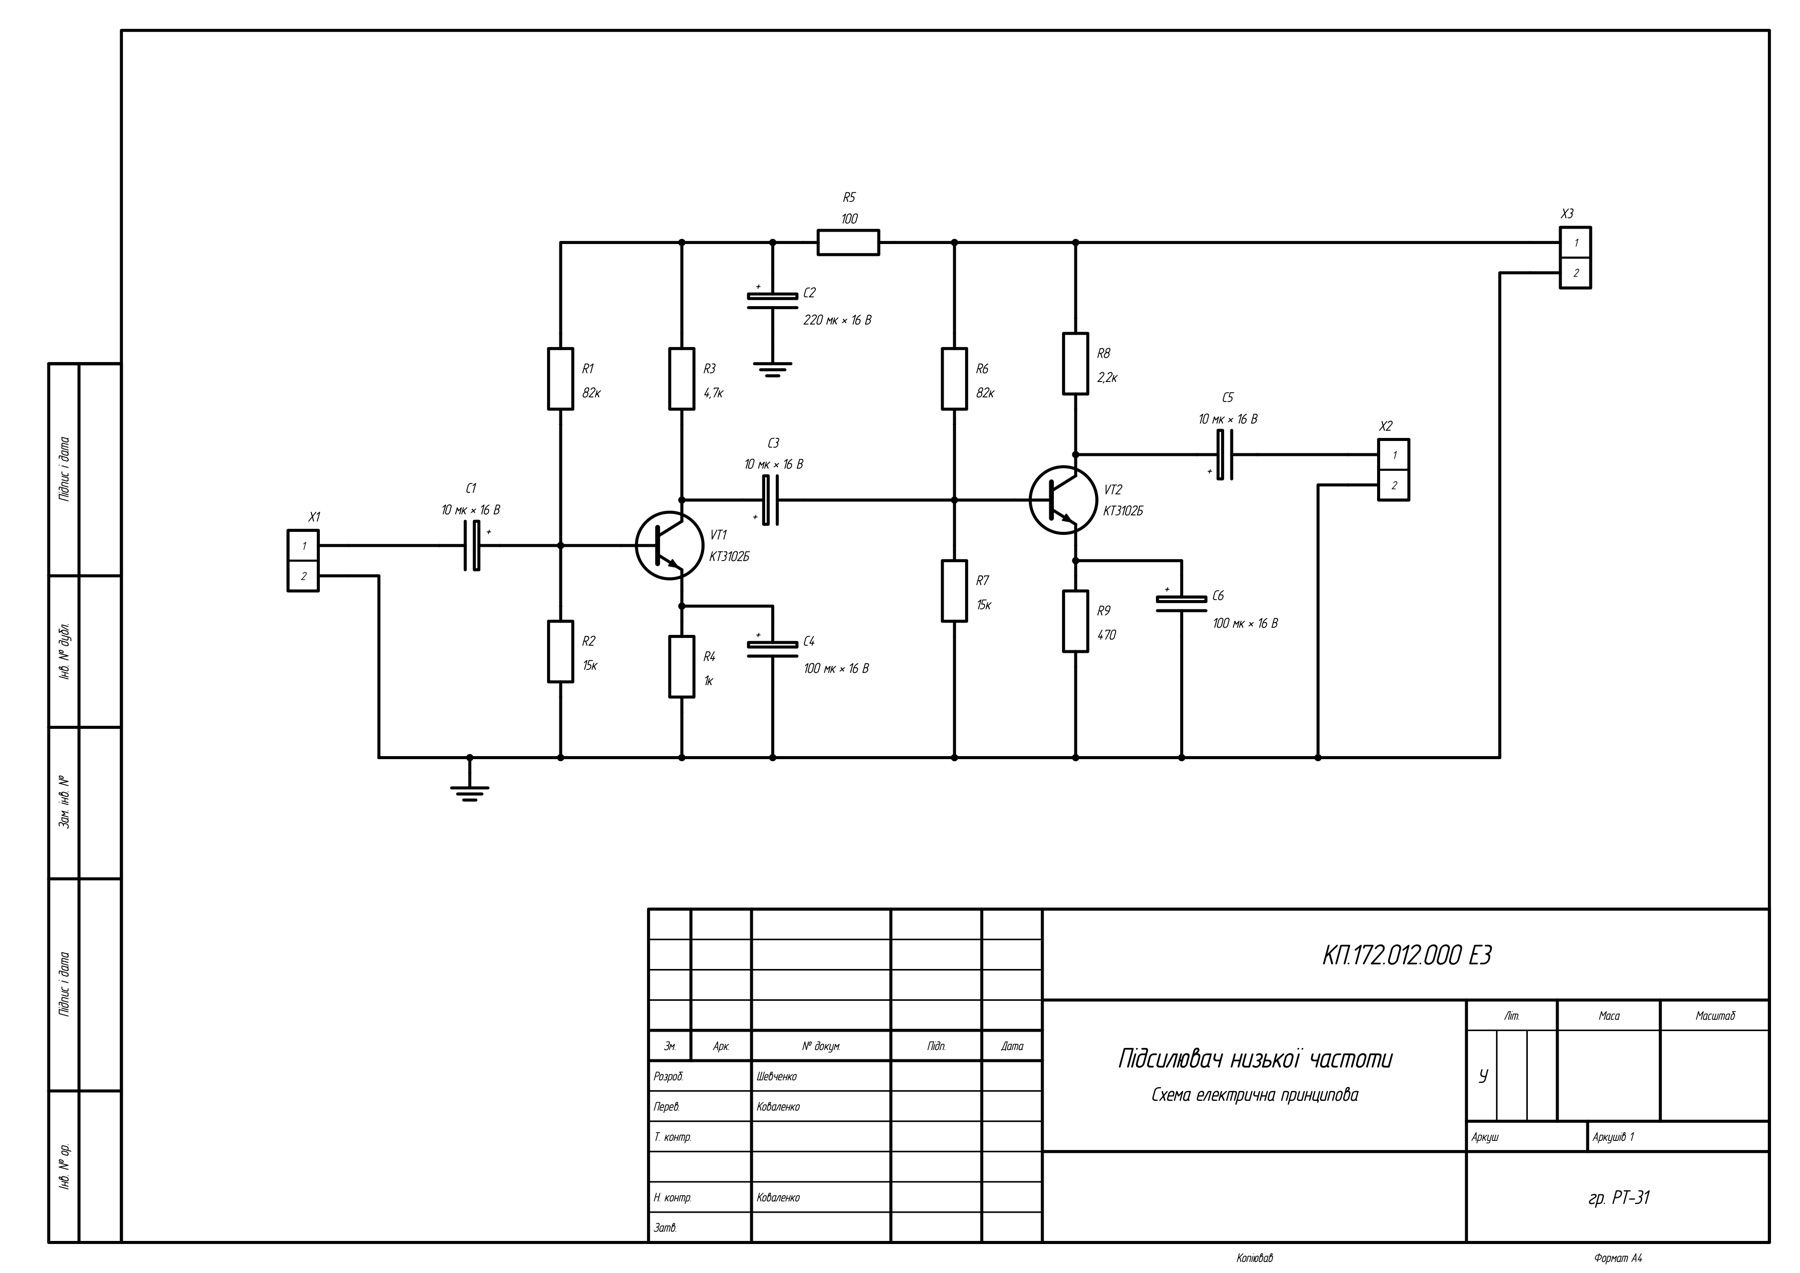 R5
100
X3
1
2
+
C2
220 мк × 16 В
R1
82к
R3
4,7к
R6
82к
R8
2,2к
C5
10 мк × 16 В
+
X2
1
2
C3
10 мк × 16 В
+
C1
10 мк × 16 В
+
X1
1
2
VT1
КТ3102Б
VT2
КТ3102Б
R7
15к
+
C6
100 мк × 16 В
R9
470
R2
15к
R4
1к
+
C4
100 мк × 16 В
Підпис і дата
Інв. № дубл.
Зам. інв. №
Підпис і дата
Інв. № ор.
КП.172.012.000 Е3
Зм.
Арк.
№ докум.
Підп.
Дата
Розроб.
Шевченко
Перев.
Коваленко
Т. контр.
Н. контр.
Коваленко
Затв.
Підсилювач низької частоти
Схема електрична принципова
Літ.
Маса
Масштаб
У
Аркуш
Аркушів 1
гр. РТ-31
Копіював
Формат А4